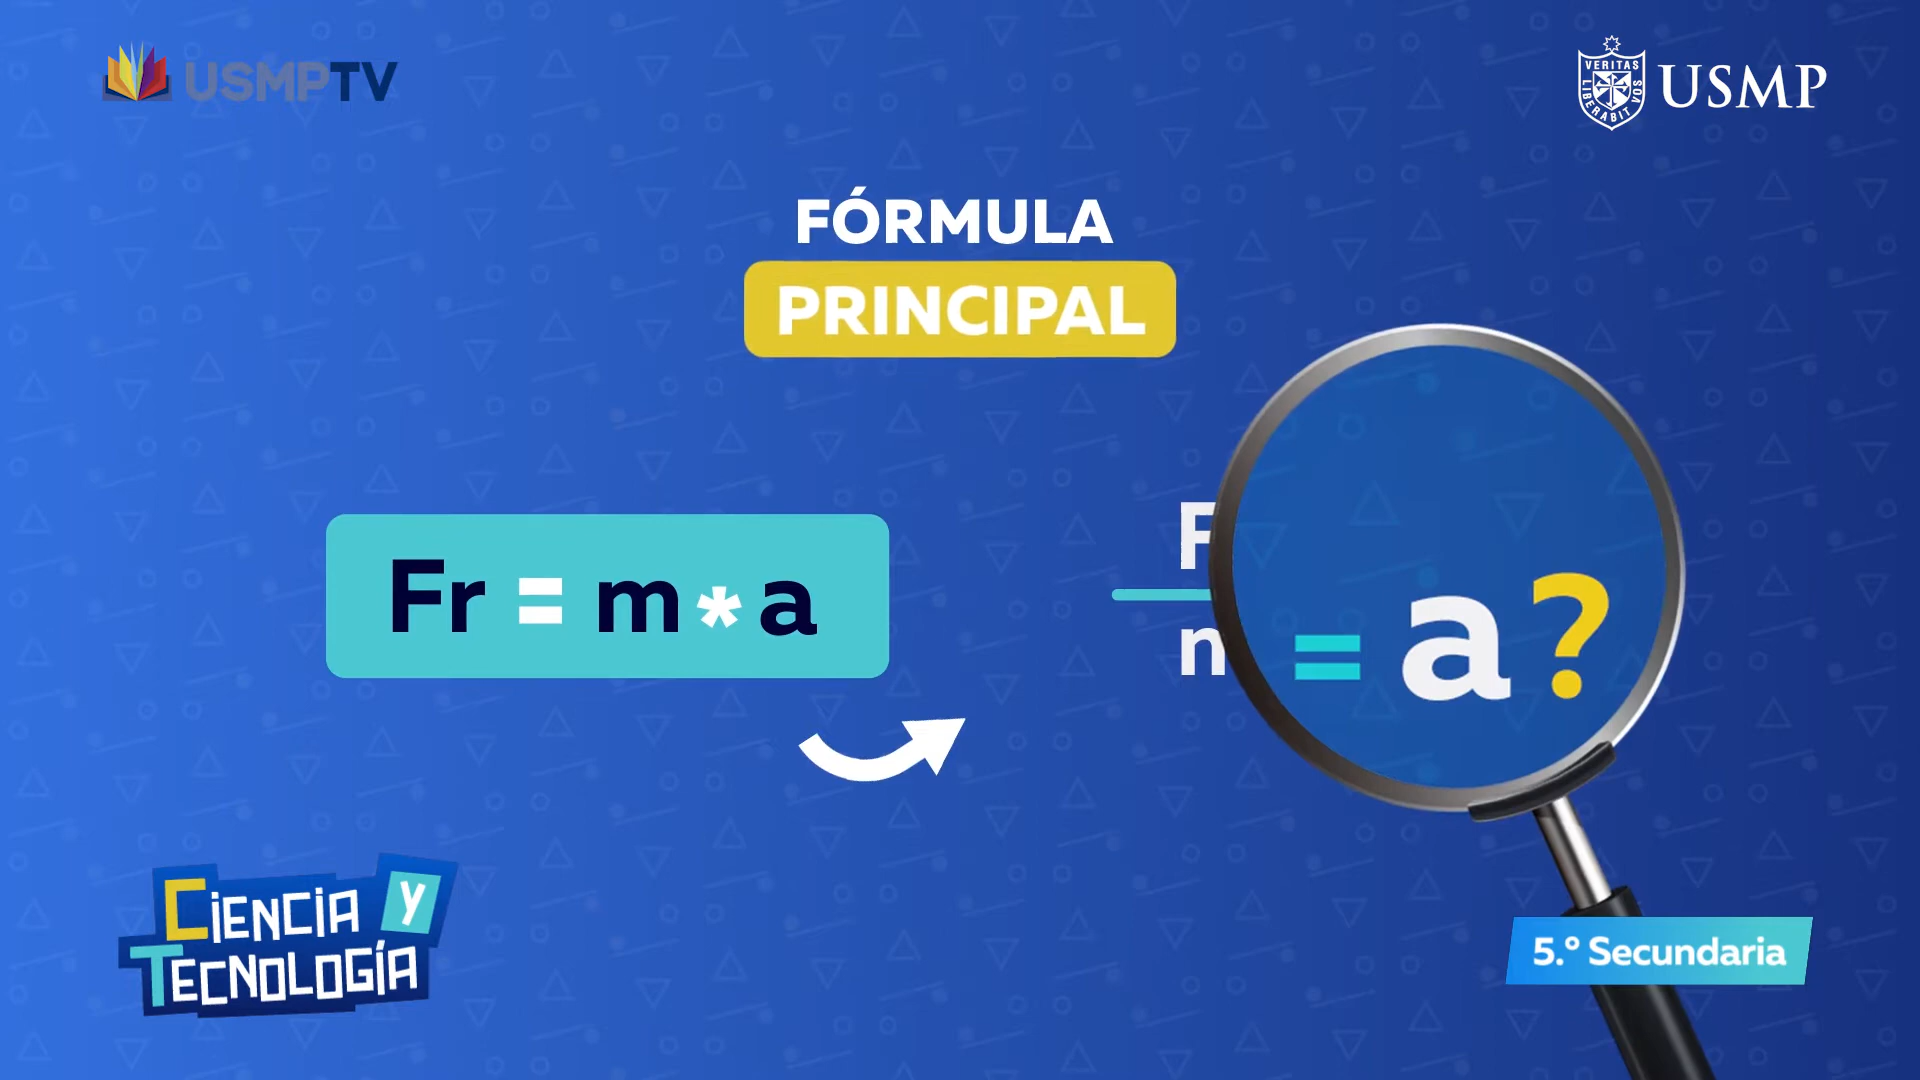 USMPTV
VERITAS
LIBERABIT VOS
USMP
FÓRMULA
PRINCIPAL
Fr = m * a
F
= a?
CIENCIA Y
TECNOLOGÍA
5.° Secundaria